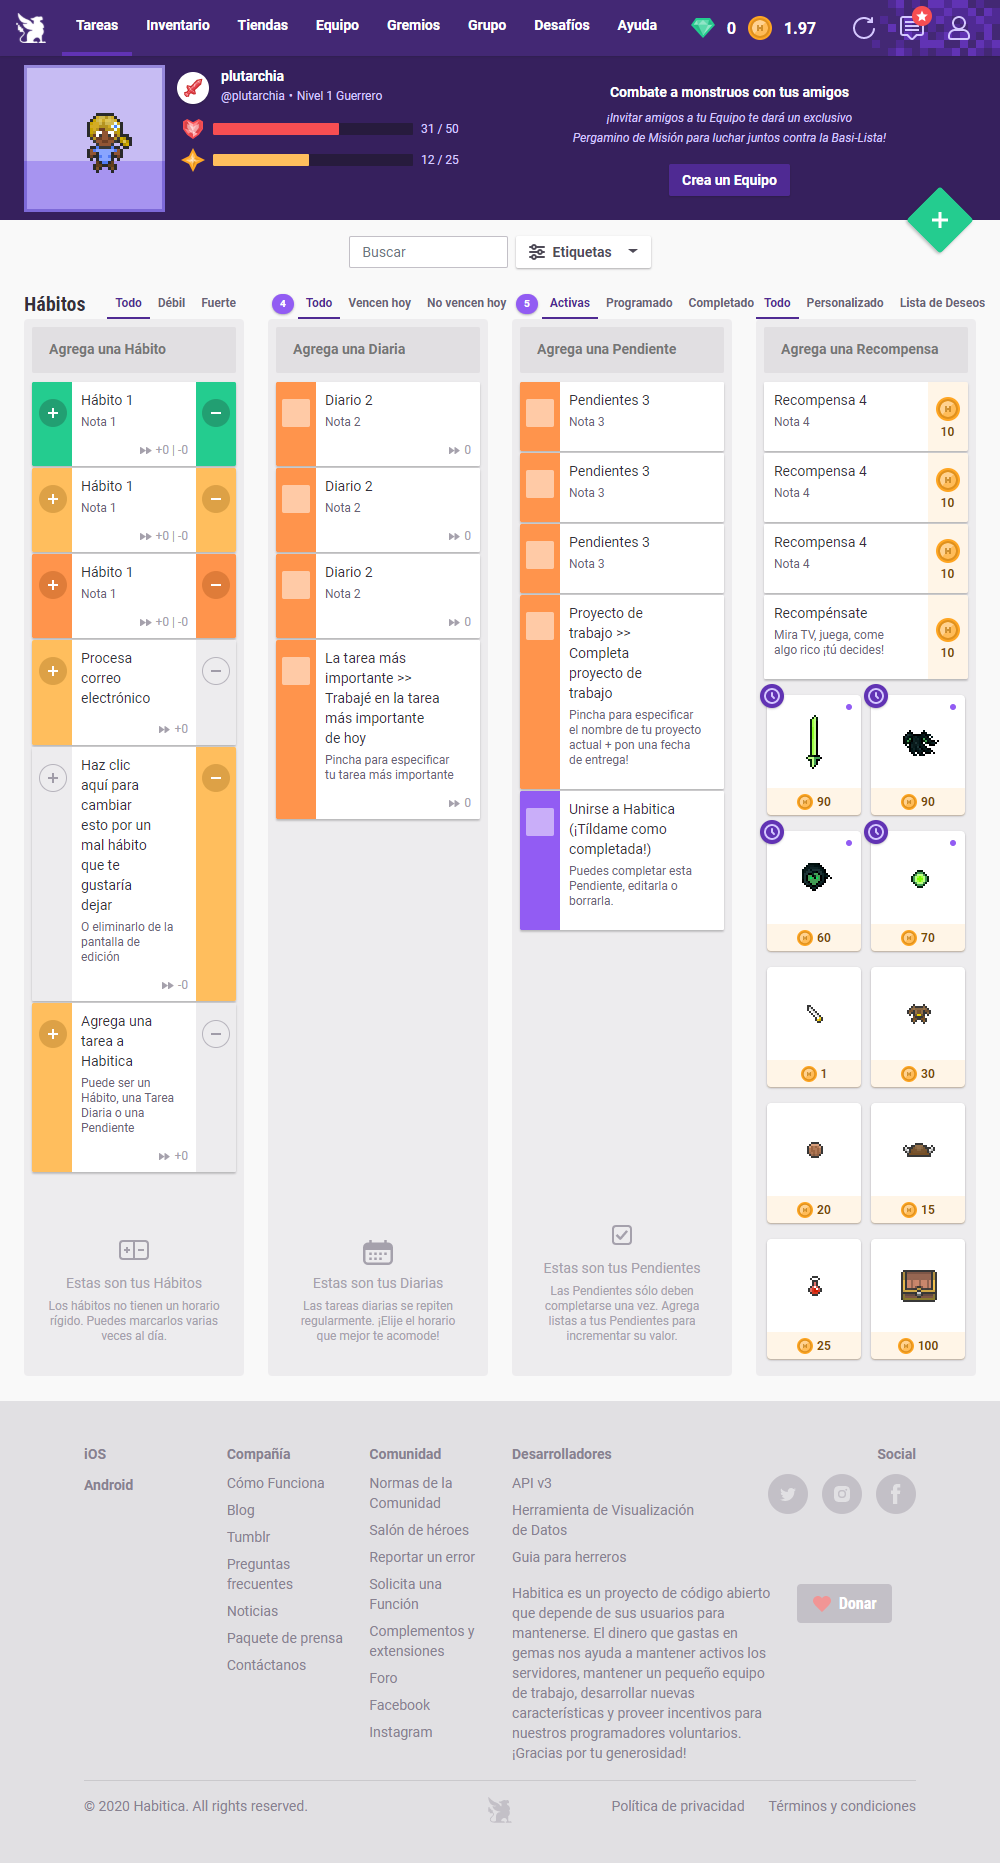 Tareas Inventario Tiendas Equipo Gremios Grupo Desafíos Ayuda 0 1.97
plutarchia
@plutarchia • Nivel 1 Guerrero
31 / 50
12 / 25
Combate a monstruos con tus amigos
¡Invitar amigos a tu Equipo te dará un exclusivo
Pergamino de Misión para luchar juntos contra la Basi-Lista!
Crea un Equipo
Buscar
Etiquetas
Hábitos Todo Débil Fuerte
Agrega una Hábito
Hábito 1
Nota 1
+0 | -0
Hábito 1
Nota 1
+0 | -0
Hábito 1
Nota 1
+0 | -0
Procesa
correo
electrónico
+0
Haz clic
aquí para
cambiar
esto por un
mal hábito
que te
gustaría
dejar
O eliminarlo de la
pantalla de
edición
-0
Agrega una
tarea a
Habitica
Puede ser un
Hábito, una Tarea
Diaria o una
Pendiente
+0
Estas son tus Hábitos
Los hábitos no tienen un horario
rígido. Puedes marcarlos varias
veces al día.
4 Todo Vencen hoy No vencen hoy
Agrega una Diaria
Diario 2
Nota 2
0
Diario 2
Nota 2
0
Diario 2
Nota 2
0
La tarea más
importante >>
Trabajé en la tarea
más importante
de hoy
Pincha para especificar
tu tarea más importante
0
Estas son tus Diarias
Las tareas diarias se repiten
regularmente. ¡Elije el horario
que mejor te acomode!
5 Activas Programado Completado
Agrega una Pendiente
Pendientes 3
Nota 3
Pendientes 3
Nota 3
Pendientes 3
Nota 3
Proyecto de
trabajo >>
Completa
proyecto de
trabajo
Pincha para especificar
el nombre de tu proyecto
actual + pon una fecha
de entrega!
Unirse a Habitica
(¡Tíldame como
completada!)
Puedes completar esta
Pendiente, editarla o
borrarla.
Estas son tus Pendientes
Las Pendientes sólo deben
completarse una vez. Agrega
listas a tus Pendientes para
incrementar su valor.
Todo Personalizado Lista de Deseos
Agrega una Recompensa
Recompensa 4
Nota 4
10
Recompensa 4
Nota 4
10
Recompensa 4
Nota 4
10
Recompénsate
Mira TV, juega, come
algo rico ¡tú decides!
10
90 90
60 70
1 30
20 15
25 100
iOS
Android
Compañía
Cómo Funciona
Blog
Tumblr
Preguntas
frecuentes
Noticias
Paquete de prensa
Contáctanos
Comunidad
Normas de la
Comunidad
Salón de héroes
Reportar un error
Solicita una
Función
Complementos y
extensiones
Foro
Facebook
Instagram
Desarrolladores
API v3
Herramienta de Visualización
de Datos
Guia para herreros
Social
Habitica es un proyecto de código abierto
que depende de sus usuarios para
mantenerse. El dinero que gastas en
gemas nos ayuda a mantener activos los
servidores, mantener un pequeño equipo
de trabajo, desarrollar nuevas
características y proveer incentivos para
nuestros programadores voluntarios.
¡Gracias por tu generosidad!
Donar
© 2020 Habitica. All rights reserved.
Política de privacidad Términos y condiciones